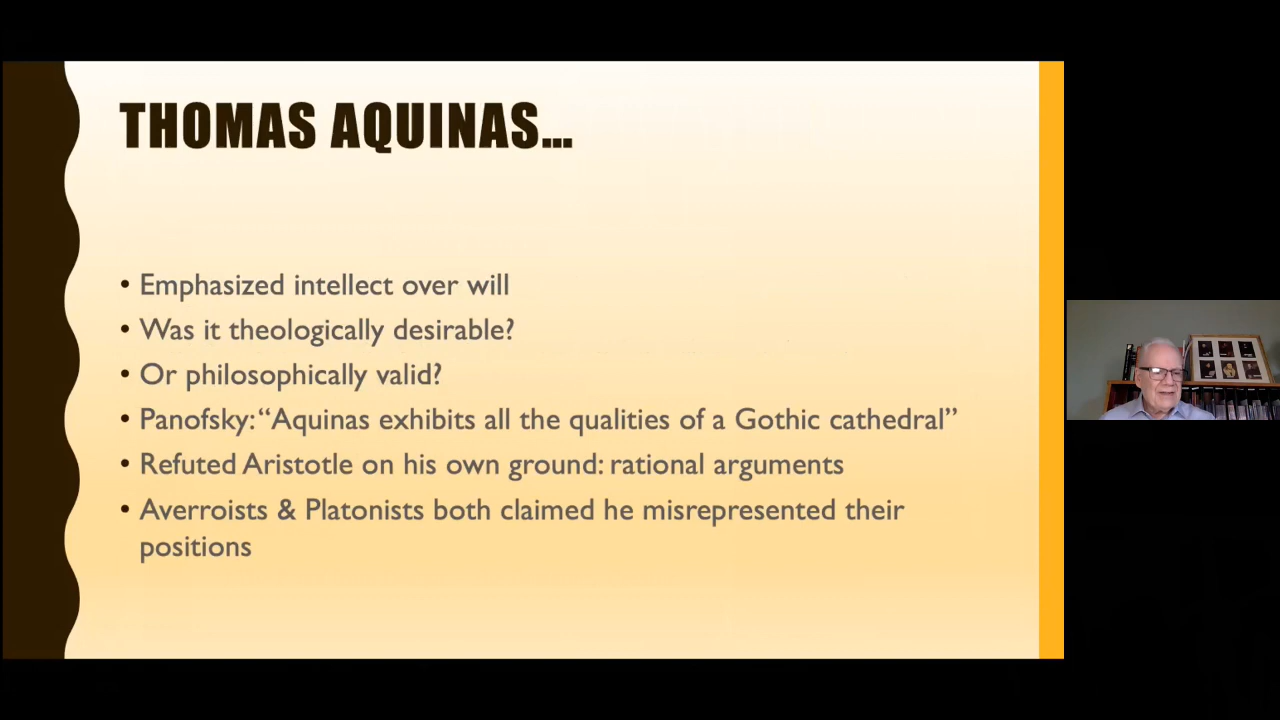 THOMAS AQUINAS...
• Emphasized intellect over will
• Was it theologically desirable?
• Or philosophically valid?
• Panofsky: “Aquinas exhibits all the qualities of a Gothic cathedral”
• Refuted Aristotle on his own ground: rational arguments
• Averroists & Platonists both claimed he misrepresented their
positions